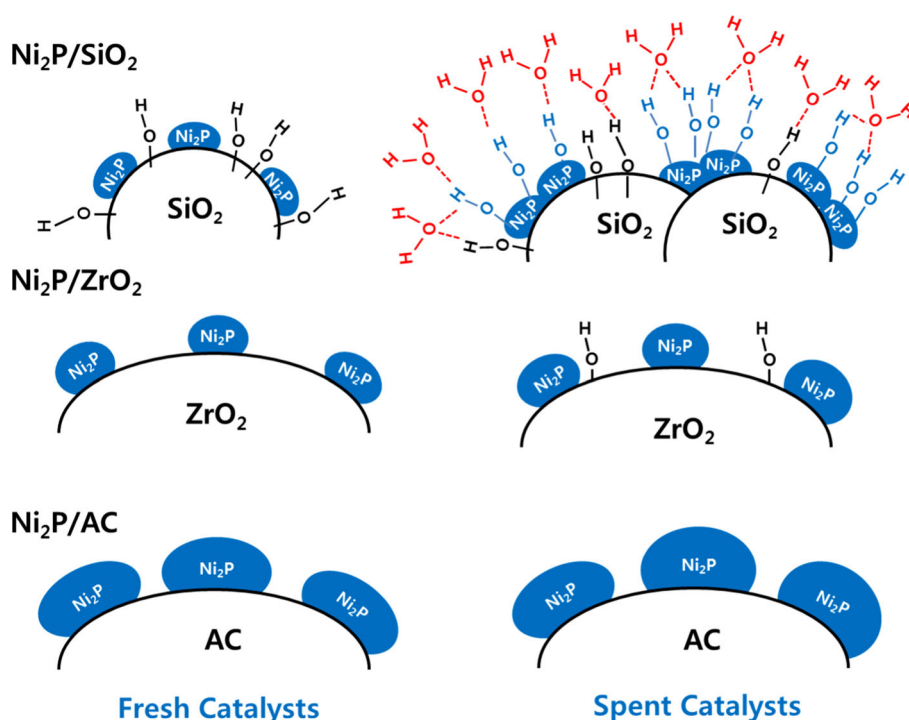 Ni₂P/SiO₂
H
O
Ni₂P
H
O
H
O
Ni₂P
Ni₂P
H
O
H
O
SiO₂
H
O
H
H
O
H
H
O
H
H
O
H
H
O
H
H
O
H
H
O
H
H
O
H
H
O
H
H
O
H
O
H
O
H
O
H
O
H
O
H
O
H
O
H
O
H
O
H
O
H
O
H
O
H
O
Ni₂P
Ni₂P
Ni₂P
Ni₂P
Ni₂P
Ni₂P
SiO₂
SiO₂
Ni₂P/ZrO₂
Ni₂P
Ni₂P
Ni₂P
ZrO₂
H
O
H
O
Ni₂P
Ni₂P
Ni₂P
ZrO₂
Ni₂P/AC
Ni₂P
Ni₂P
Ni₂P
AC
Ni₂P
Ni₂P
Ni₂P
AC
Fresh Catalysts
Spent Catalysts